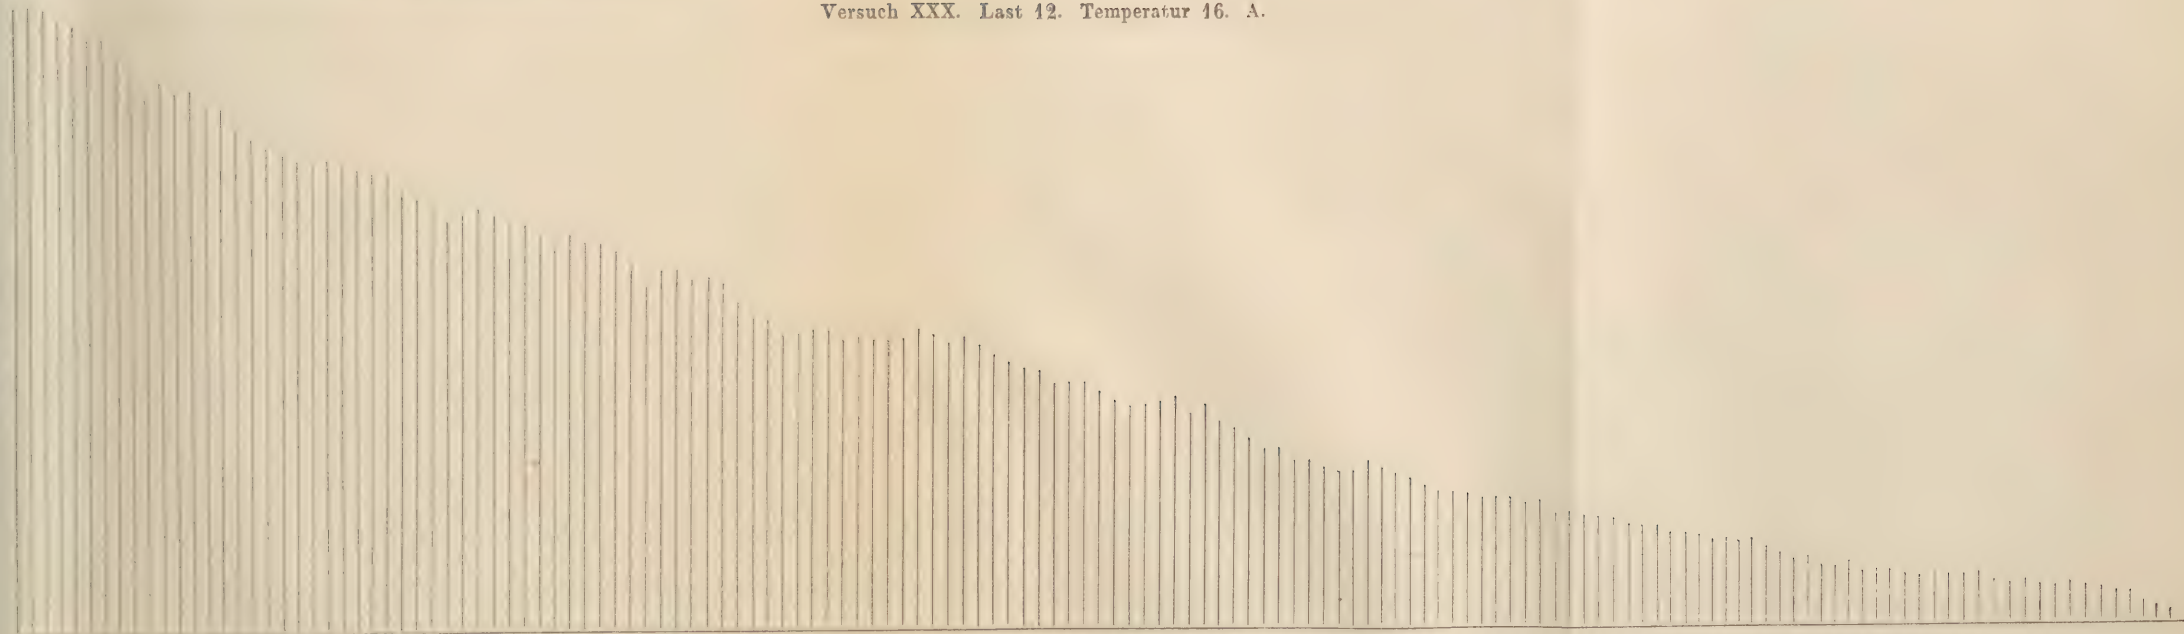 Versuch XXX. Last 12. Temperatur 16. A.